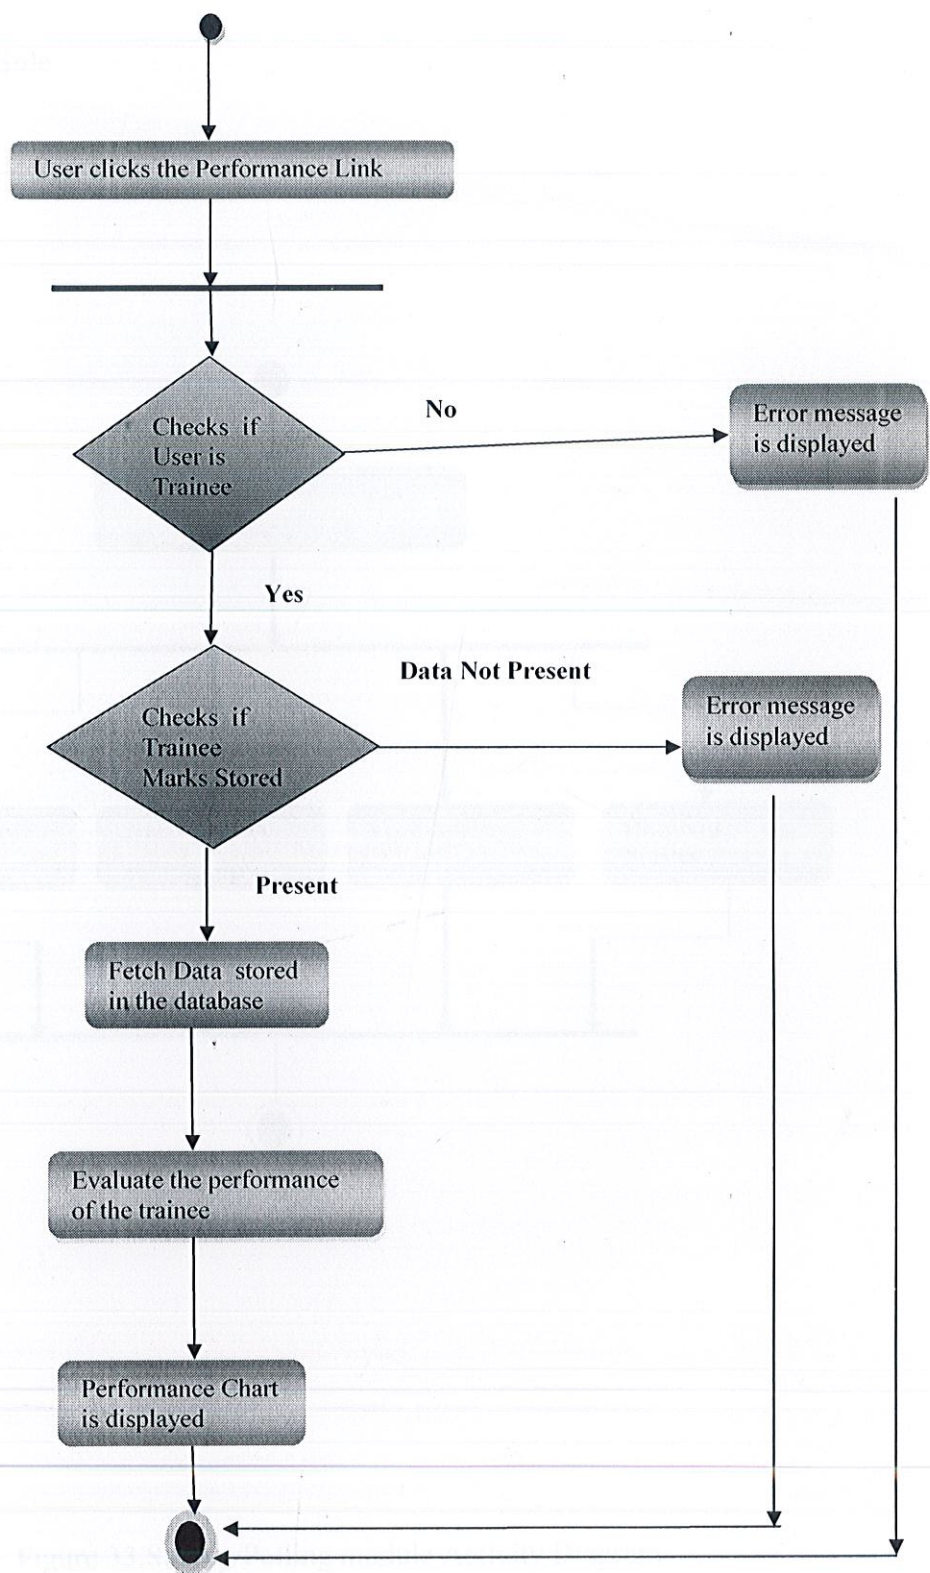 User clicks the Performance Link
Checks if
User is
Trainee
No
Error message
is displayed
Yes
Checks if
Trainee
Marks Stored
Data Not Present
Error message
is displayed
Present
Fetch Data stored
in the database
Evaluate the performance
of the trainee
Performance Chart
is displayed